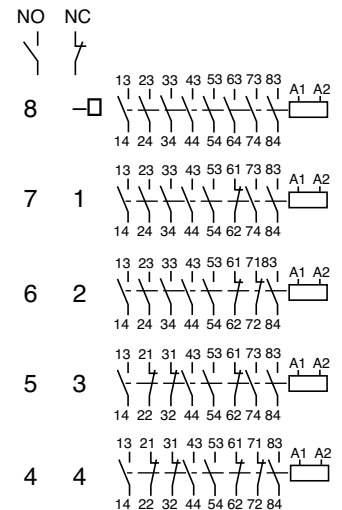 NO NC
13 23 33 43 53 63 73 83 A1 A2
8 –
14 24 34 44 54 64 74 84
13 23 33 43 53 61 73 83 A1 A2
7 1
14 24 34 44 54 62 74 84
13 23 33 43 53 61 7183 A1 A2
6 2
14 24 34 44 54 62 72 84
13 21 31 43 53 61 73 83 A1 A2
5 3
14 22 32 44 54 62 74 84
13 21 31 43 53 61 71 83 A1 A2
4 4
14 22 32 44 54 62 72 84